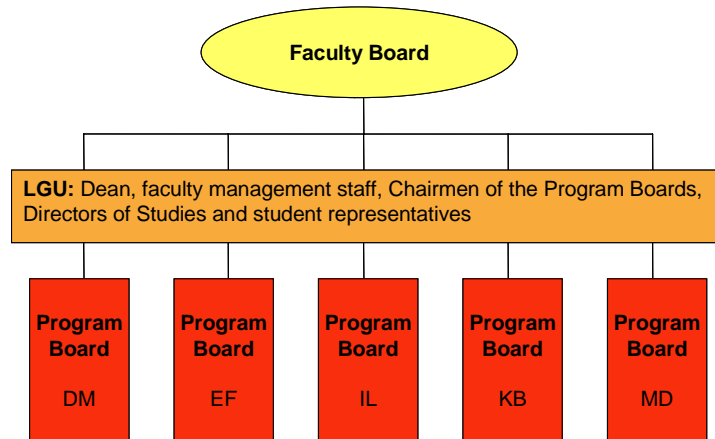 Faculty Board
LGU: Dean, faculty management staff, Chairmen of the Program Boards,
Directors of Studies and student representatives
Program
Board
DM
Program
Board
EF
Program
Board
IL
Program
Board
KB
Program
Board
MD